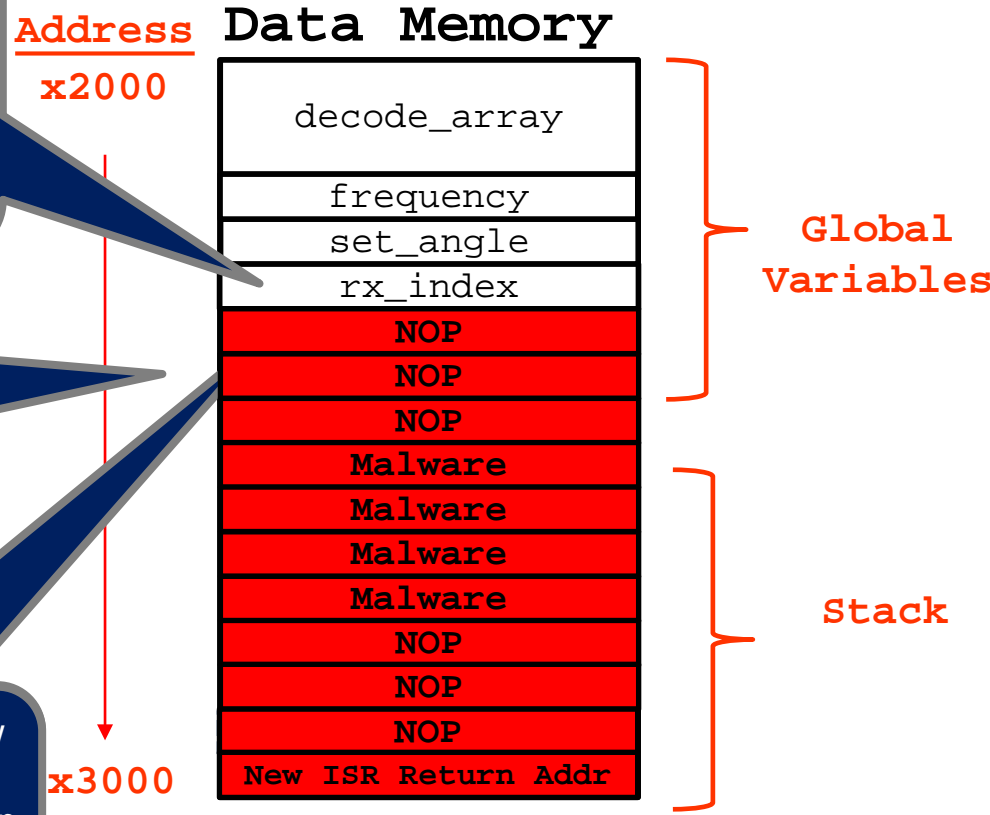 Address
Data Memory
x2000
decode_array
frequency
set_angle
rx_index
NOP
NOP
NOP
Malware
Malware
Malware
Malware
NOP
NOP
NOP
New ISR Return Addr
x3000
Global
Variables
Stack